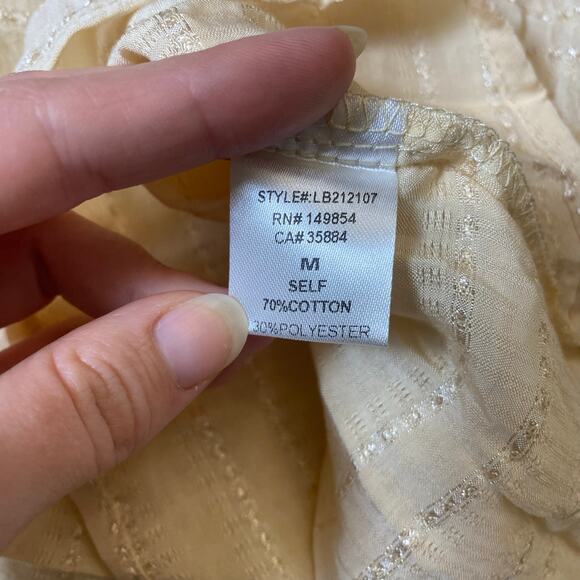 STYLE#:LB212107
RN# 149854
CA# 35884
M
SELF
70%COTTON
30%POLYESTER